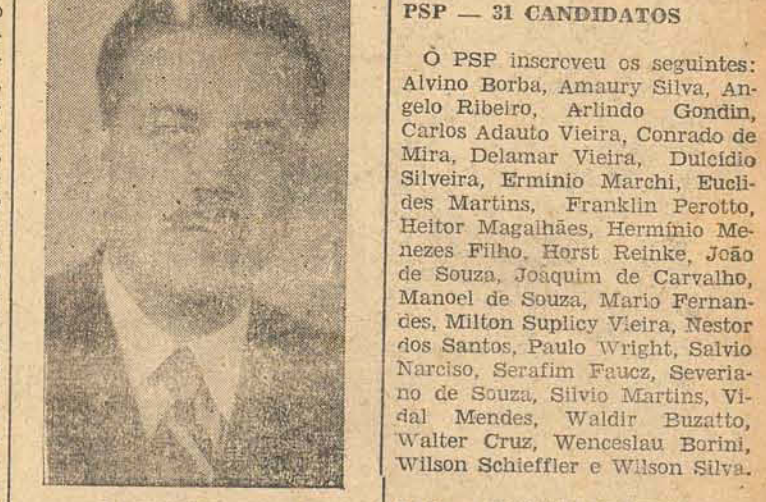 PSP — 31 CANDIDATOS
O PSP inscreveu os seguintes:
Alvino Borba, Amaury Silva, An-
gelo Ribeiro, Arlindo Gondin,
Carlos Adauto Vieira, Conrado de
Mira, Delamar Vieira, Dulcídio
Silveira, Erminio Marchi, Eucli-
des Martins, Franklin Perotto,
Heitor Magalhães, Hermínio Me-
nezes Filho, Horst Reinke, João
de Souza, Joaquim de Carvalho,
Manoel de Souza, Mario Fernan-
des, Milton Suplicy Vieira, Nestor
dos Santos, Paulo Wright, Salvio
Narciso, Serafim Faucz, Severia-
no de Souza, Silvio Martins, Vi-
dal Mendes, Waldir Buzatto,
Walter Cruz, Wenceslau Borini,
Wilson Schieffler e Wilson Silva.